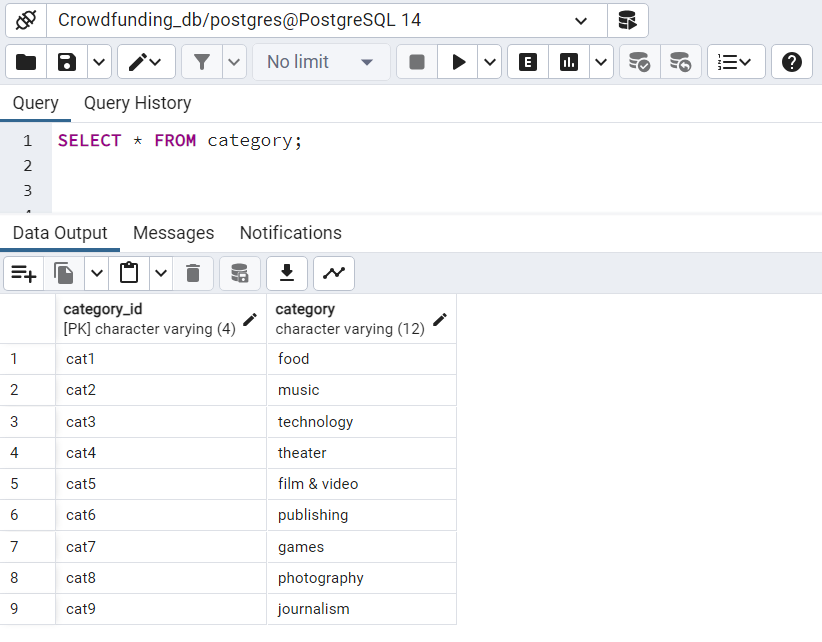 Crowdfunding_db/postgres@PostgreSQL 14
No limit E ?
Query Query History
1 SELECT * FROM category;
2
3
Data Output Messages Notifications
category_id category
[PK] character varying (4) character varying (12)
1 cat1 food
2 cat2 music
3 cat3 technology
4 cat4 theater
5 cat5 film & video
6 cat6 publishing
7 cat7 games
8 cat8 photography
9 cat9 journalism